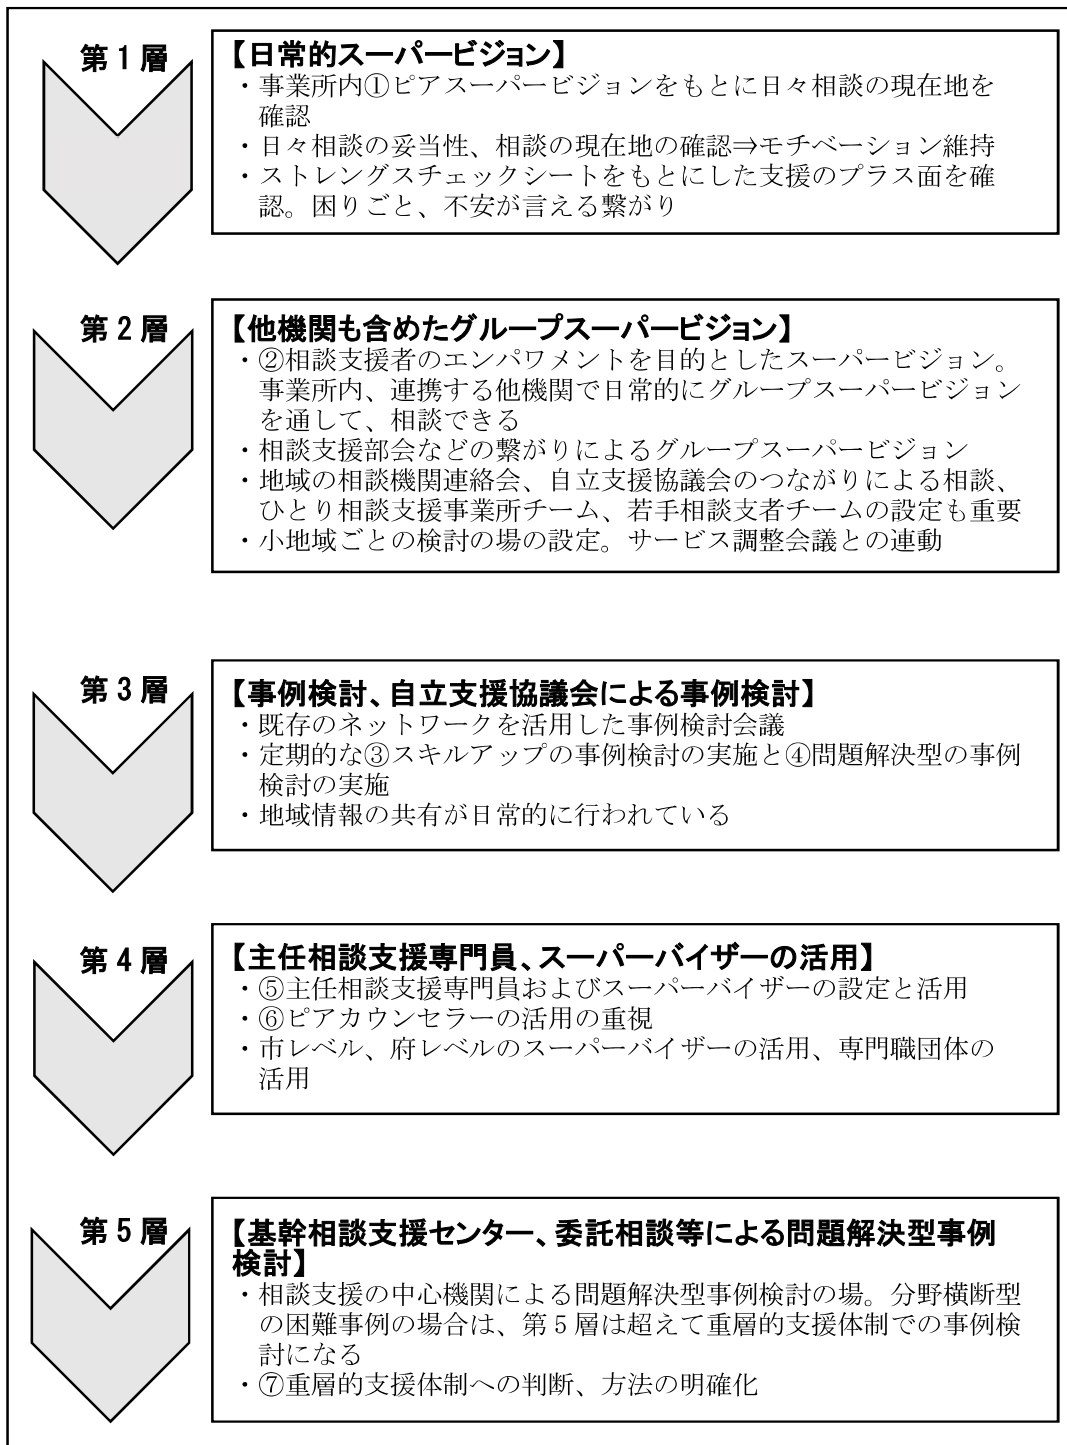 第１層
【日常的スーパービジョン】
・事業所内①ピアスーパービジョンをもとに日々相談の現在地を
確認
・日々相談の妥当性、相談の現在地の確認⇒モチベーション維持
・ストレングスチェックシートをもとにした支援のプラス面を確
認。困りごと、不安が言える繋がり
第２層
【他機関も含めたグループスーパービジョン】
・②相談支援者のエンパワメントを目的としたスーパービジョン。
事業所内、連携する他機関で日常的にグループスーパービジョン
を通して、相談できる
・相談支援部会などの繋がりによるグループスーパービジョン
・地域の相談機関連絡会、自立支援協議会のつながりによる相談、
ひとり相談支援事業所チーム、若手相談支者チームの設定も重要
・小地域ごとの検討の場の設定。サービス調整会議との連動
第３層
【事例検討、自立支援協議会による事例検討】
・既存のネットワークを活用した事例検討会議
・定期的な③スキルアップの事例検討の実施と④問題解決型の事例
検討の実施
・地域情報の共有が日常的に行われている
第４層
【主任相談支援専門員、スーパーバイザーの活用】
・⑤主任相談支援専門員およびスーパーバイザーの設定と活用
・⑥ピアカウンセラーの活用の重視
・市レベル、府レベルのスーパーバイザーの活用、専門職団体の
活用
第５層
【基幹相談支援センター、委託相談等による問題解決型事例
検討】
・相談支援の中心機関による問題解決型事例検討の場。分野横断型
の困難事例の場合は、第５層は超えて重層的支援体制での事例検
討になる
・⑦重層的支援体制への判断、方法の明確化